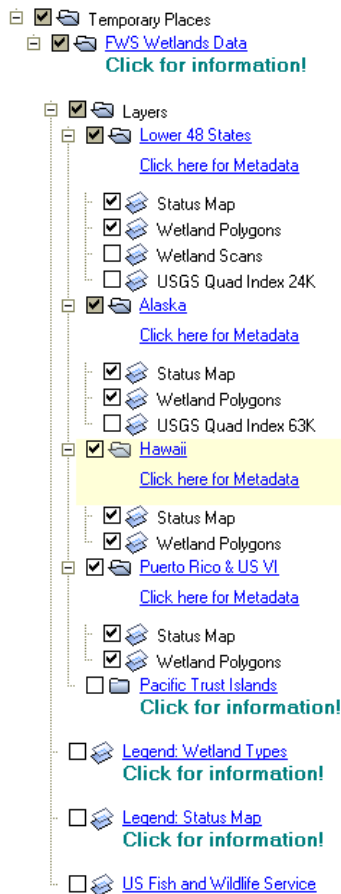 Temporary Places
FWS Wetlands Data
Click for information!
Layers
Lower 48 States
Click here for Metadata
Status Map
Wetland Polygons
Wetland Scans
USGS Quad Index 24K
Alaska
Click here for Metadata
Status Map
Wetland Polygons
USGS Quad Index 63K
Hawaii
Click here for Metadata
Status Map
Wetland Polygons
Puerto Rico & US VI
Click here for Metadata
Status Map
Wetland Polygons
Pacific Trust Islands
Click for information!
Legend: Wetland Types
Click for information!
Legend: Status Map
Click for information!
US Fish and Wildlife Service